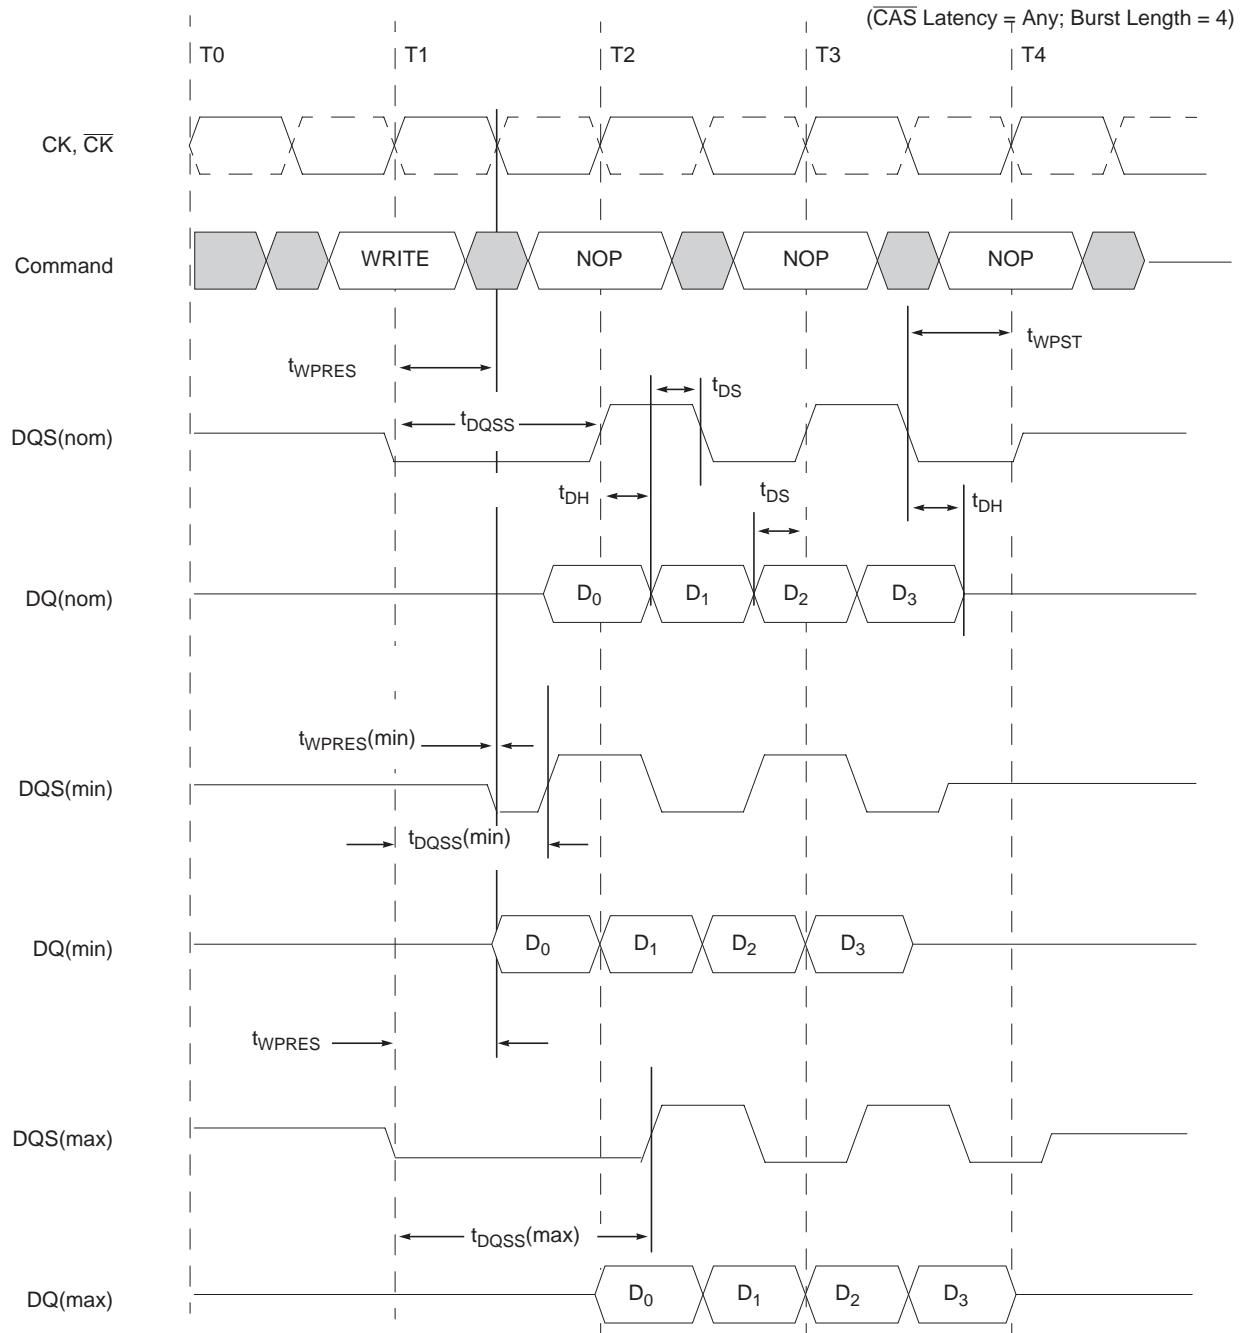 (C̅A̅S̅ Latency = Any; Burst Length = 4)
T0 T1 T2 T3 T4
CK, C̅K̅
Command WRITE NOP NOP NOP
tWPST
tWPRES
tDS
tDQSS
DQS(nom)
tDH tDS tDH
DQ(nom) D0 D1 D2 D3
tWPRES(min)
DQS(min)
tDQSS(min)
DQ(min) D0 D1 D2 D3
tWPRES
DQS(max)
tDQSS(max)
DQ(max) D0 D1 D2 D3